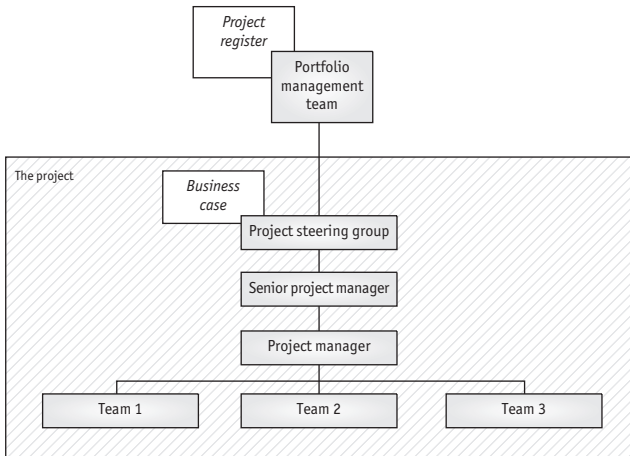 Project
register
Portfolio
management
team
The project
Business
case
Project steering group
Senior project manager
Project manager
Team 1
Team 2
Team 3